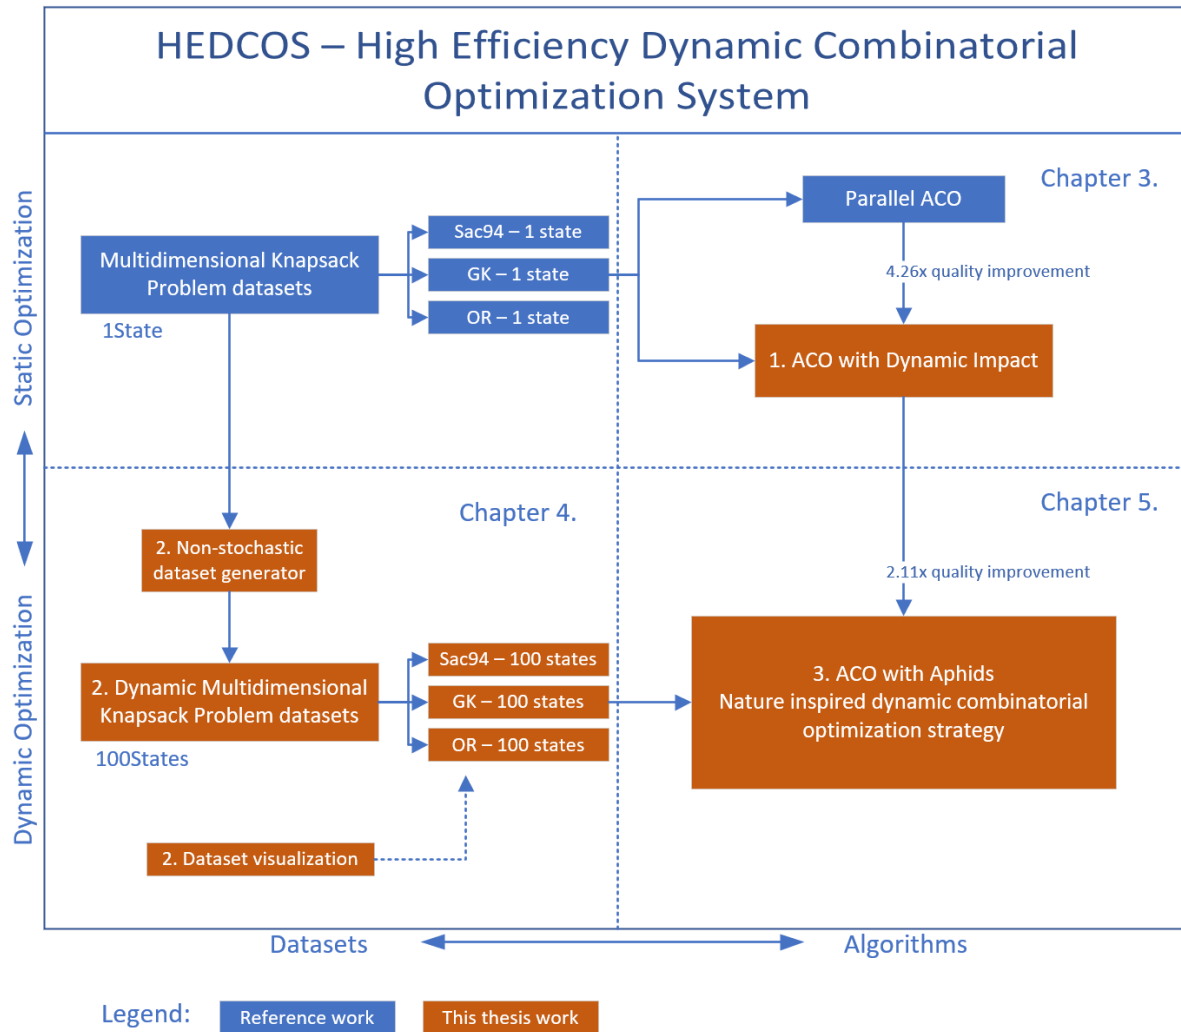 HEDCOS – High Efficiency Dynamic Combinatorial
Optimization System
Static Optimization
Dynamic Optimization
Multidimensional Knapsack
Problem datasets
1State
Sac94 – 1 state
GK – 1 state
OR – 1 state
Chapter 3.
Parallel ACO
4.26x quality improvement
1. ACO with Dynamic Impact
Chapter 4.
2. Non-stochastic
dataset generator
2. Dynamic Multidimensional
Knapsack Problem datasets
100States
Sac94 – 100 states
GK – 100 states
OR – 100 states
2. Dataset visualization
Chapter 5.
2.11x quality improvement
3. ACO with Aphids
Nature inspired dynamic combinatorial
optimization strategy
Datasets
Algorithms
Legend:
Reference work
This thesis work